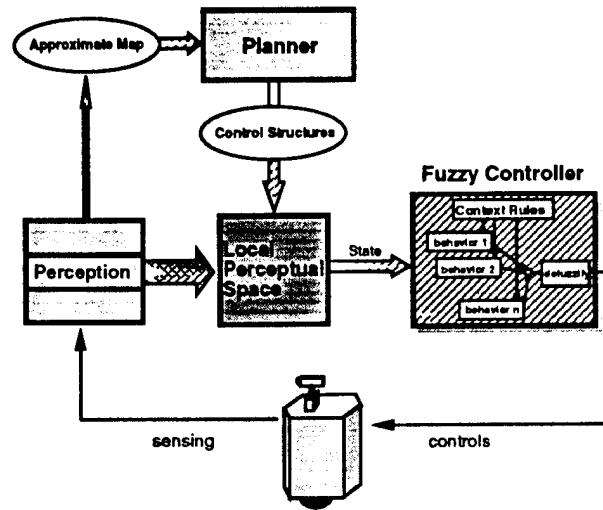 Approximate Map
Planner
Control Structures
Fuzzy Controller
Context Rules
behavior 1
behavior 2
behavior n
defuzzify
Perception
Local
Perceptual
Space
State
sensing
controls